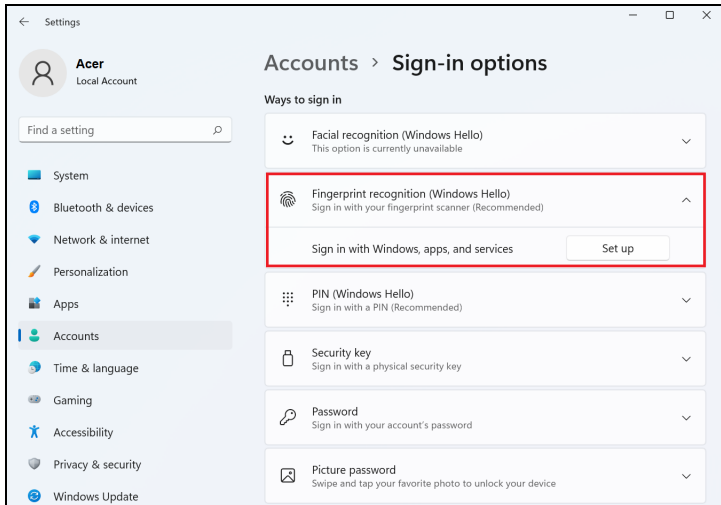 Settings
Acer
Local Account
Find a setting
System
Bluetooth & devices
Network & internet
Personalization
Apps
Accounts
Time & language
Gaming
Accessibility
Privacy & security
Windows Update
Accounts > Sign-in options
Ways to sign in
Facial recognition (Windows Hello)
This option is currently unavailable
Fingerprint recognition (Windows Hello)
Sign in with your fingerprint scanner (Recommended)
Sign in with Windows, apps, and services
Set up
PIN (Windows Hello)
Sign in with a PIN (Recommended)
Security key
Sign in with a physical security key
Password
Sign in with your account's password
Picture password
Swipe and tap your favorite photo to unlock your device